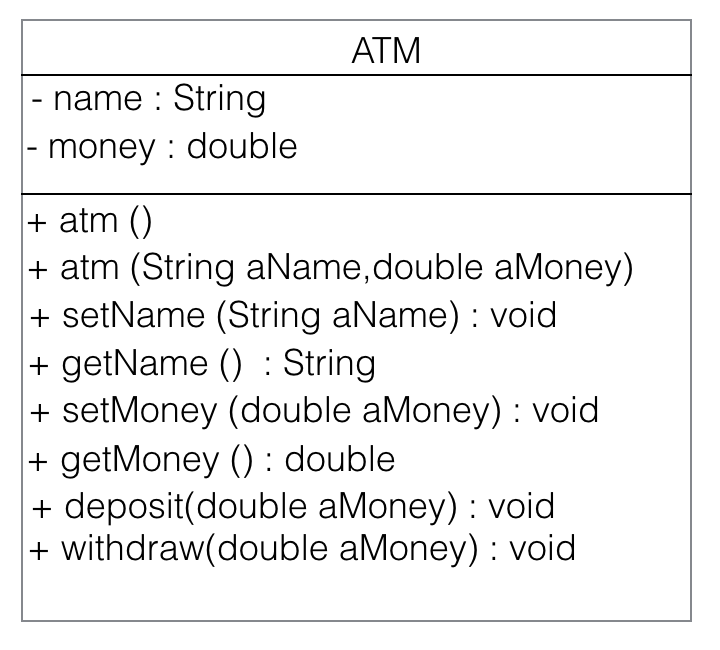 ATM
- name : String
- money : double
+ atm ()
+ atm (String aName,double aMoney)
+ setName (String aName) : void
+ getName ()  : String
+ setMoney (double aMoney) : void
+ getMoney () : double
+ deposit(double aMoney) : void
+ withdraw(double aMoney) : void